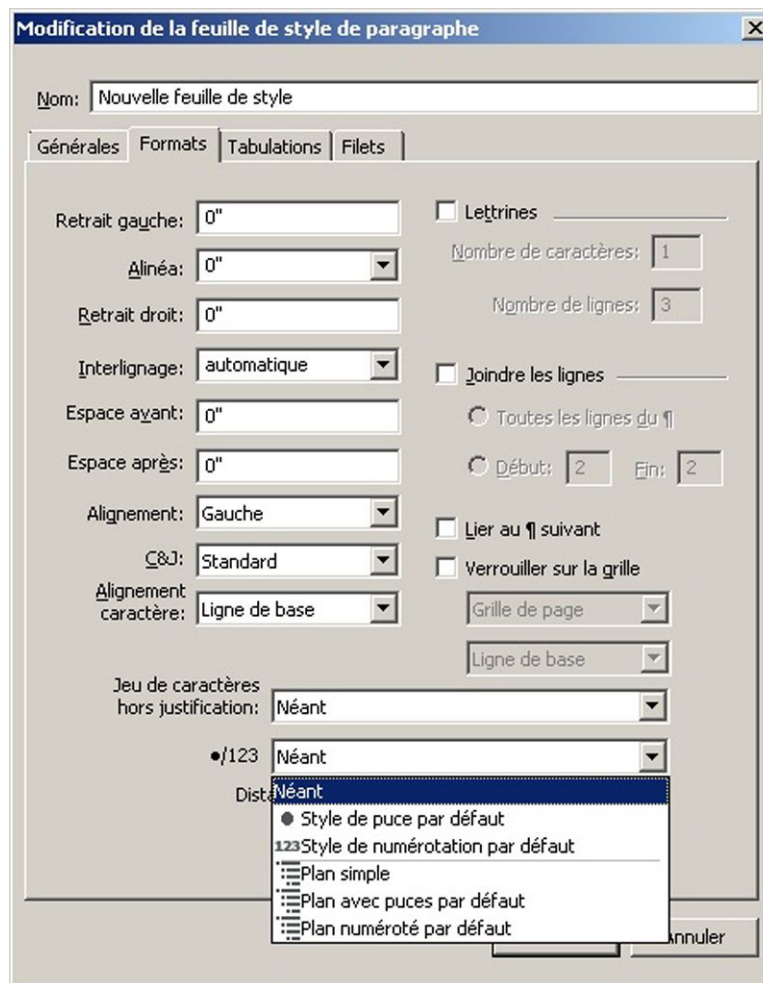 Modification de la feuille de style de paragraphe
Nom: Nouvelle feuille de style
Générales Formats Tabulations Filets
Retrait gauche: 0"
Alinéa: 0"
Retrait droit: 0"
Interlignage: automatique
Espace avant: 0"
Espace après: 0"
Alignement: Gauche
C&J: Standard
Alignement
caractère: Ligne de base
Lettrines
Nombre de caractères: 1
Nombre de lignes: 3
Joindre les lignes
Toutes les lignes du ¶
Début: 2 Fin: 2
Lier au ¶ suivant
Verrouiller sur la grille
Grille de page
Ligne de base
Jeu de caractères
hors justification: Néant
●/123 Néant
Néant
● Style de puce par défaut
123 Style de numérotation par défaut
Plan simple
Plan avec puces par défaut
Plan numéroté par défaut